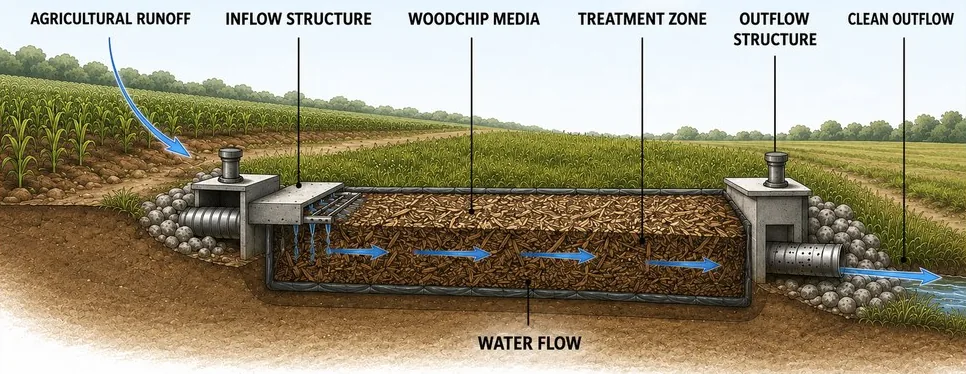 AGRICULTURAL RUNOFF
INFLOW STRUCTURE
WOODCHIP MEDIA
TREATMENT ZONE
OUTFLOW
STRUCTURE
CLEAN OUTFLOW
WATER FLOW